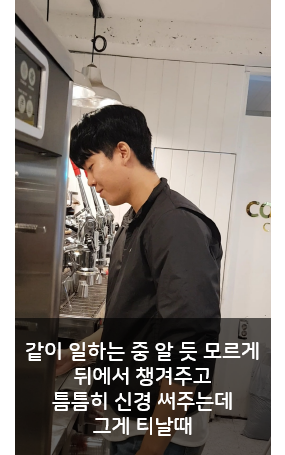 CO
같이 일하는 중 알 듯 모르게
뒤에서 챙겨주고
틈틈히 신경 써주는데
그게 티날때